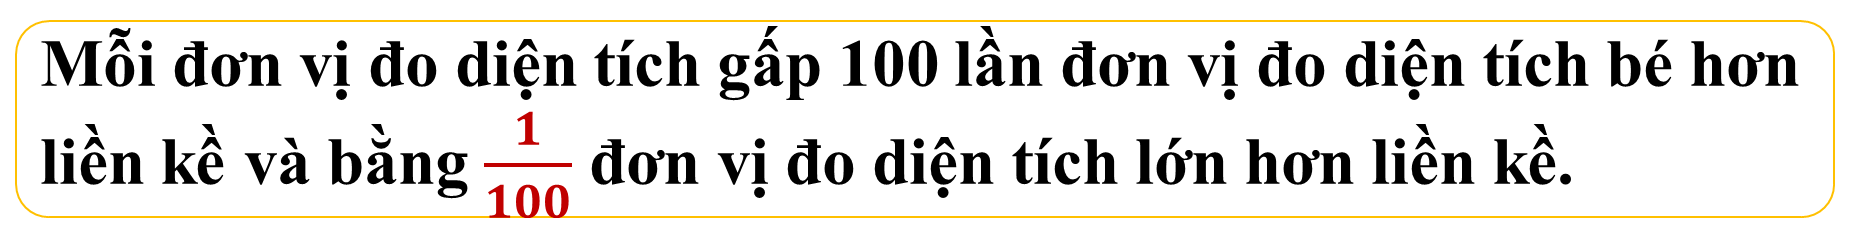 Mỗi đơn vị đo diện tích gấp 100 lần đơn vị đo diện tích bé hơn
liền kề và bằng 1/100 đơn vị đo diện tích lớn hơn liền kề.